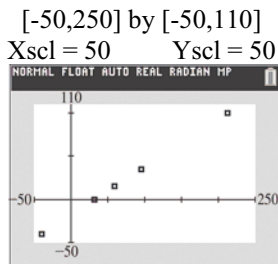 [-50,250] by [-50,110]
Xscl = 50 Yscl = 50
NORMAL FLOAT AUTO REAL RADIAN MP
110
-50 250
-50